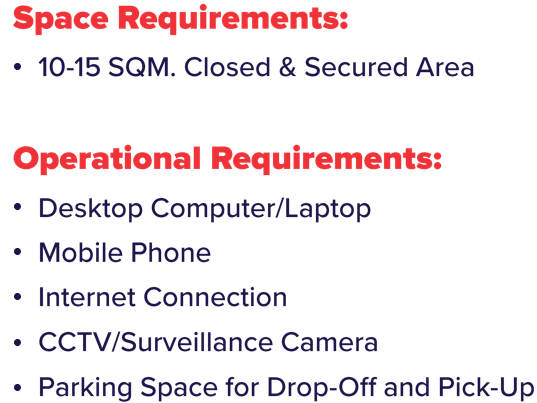 Space Requirements:
• 10-15 SQM. Closed & Secured Area
Operational Requirements:
• Desktop Computer/Laptop
• Mobile Phone
• Internet Connection
• CCTV/Surveillance Camera
• Parking Space for Drop-Off and Pick-Up